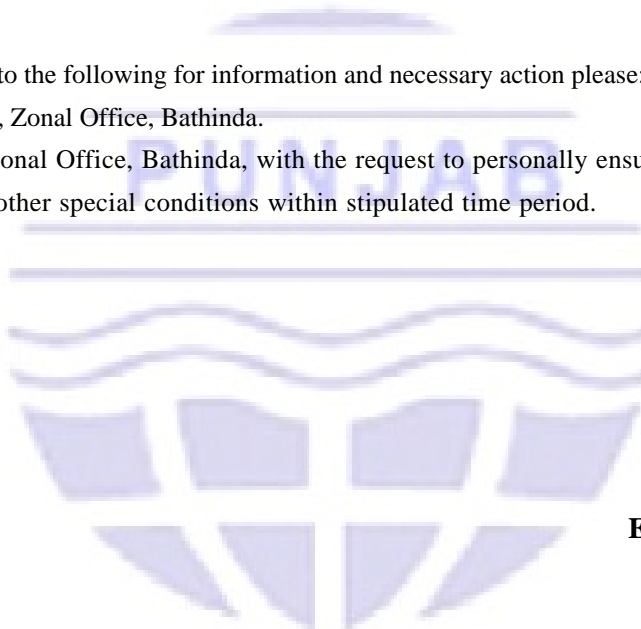 to the following for information and necessary action please:
, Zonal Office, Bathinda.
onal Office, Bathinda, with the request to personally ensu
PUNJAB
other special conditions within stipulated time period.
E